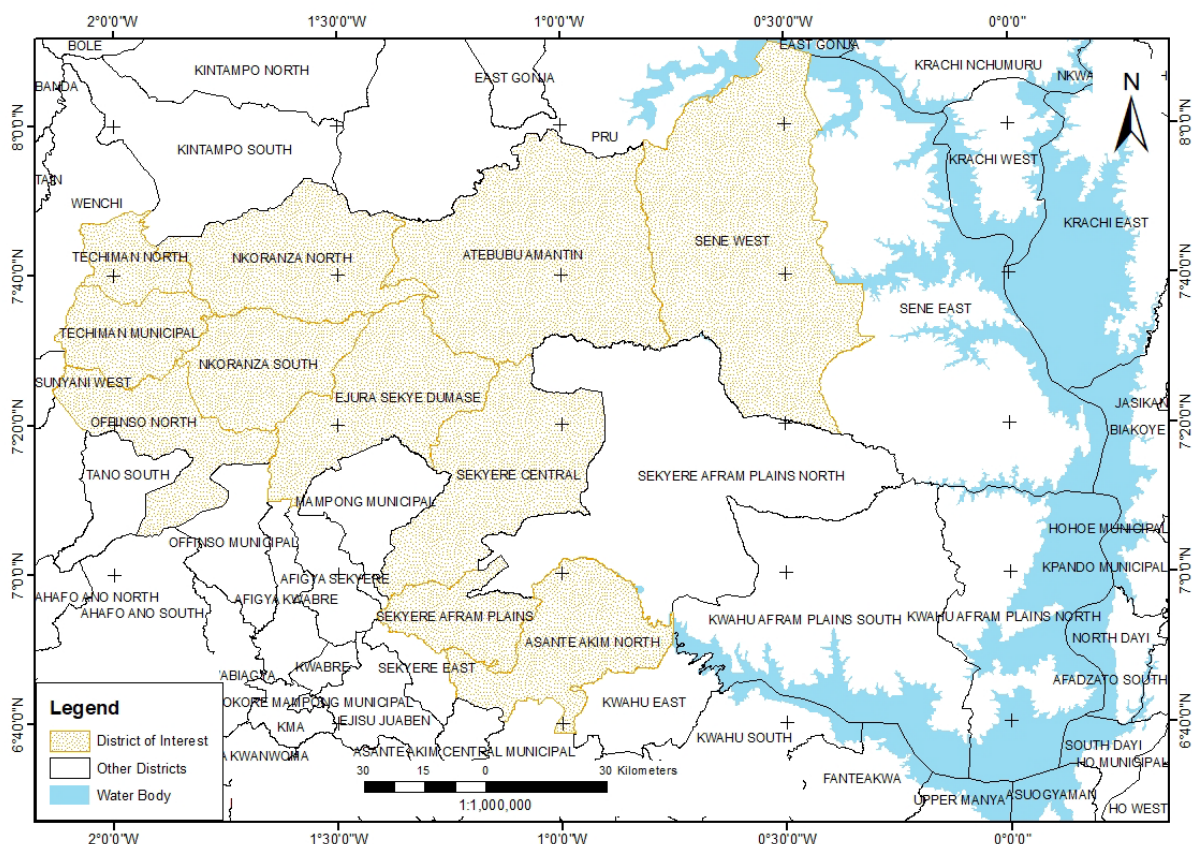 2°0'0"W 1°30'0"W 1°0'0"W 0°30'0"W 0°0'0"
BOLE
EAST GONJA
KINTAMPO NORTH
EAST GONJA
KRACHI NCHUMURU
NKWA
BANDA
N
8°0'0"N
8°0'0"N
PRU
KINTAMPO SOUTH
KRACHI WEST
TAIN
WENCHI
KRACHI EAST
SENE WEST
TECHIMAN NORTH
NKORANZA NORTH
ATEBUBU AMANTIN
7°40'0"N
7°40'0"N
SENE EAST
TECHIMAN MUNICIPAL
NKORANZA SOUTH
SUNYANI WEST
EJURA SEKYE DUMASE
JASIKAN
OFFINSO NORTH
BIAKOYE
7°20'0"N
7°20'0"N
TANO SOUTH
SEKYERE CENTRAL
SEKYERE AFRAM PLAINS NORTH
MAMPONG MUNICIPAL
HOHOE MUNICIPAL
OFFINSO MUNICIPAL
KPANDO MUNICIPAL
7°0'0"N
7°0'0"N
AFIGYA SEKYERE
AHAFO ANO NORTH
AFIGYA KWABRE
AHAFO ANO SOUTH
SEKYERE AFRAM PLAINS
KWAHU AFRAM PLAINS SOUTH
KWAHU AFRAM PLAINS NORTH
ASANTE AKIM NORTH
NORTH DAYI
KWABRE
SEKYERE EAST
ABIAGYA
AFADZATO SOUTH
OKORE MAMPONG MUNICIPAL
KWAHU EAST
Legend
6°40'0"N
6°40'0"N
KMA
EJISU JUABEN
KWAHU SOUTH
District of Interest
SOUTH DAYI
A KWANWOMA
ASANTE AKIM CENTRAL MUNICIPAL
HO MUNICIPAL
Other Districts
30 15 0 30 Kilometers
FANTEAKWA
Water Body
1:1,000,000
UPPER MANYA
ASUOGYAMAN
HO WEST
2°0'0"W 1°30'0"W 1°0'0"W 0°30'0"W 0°0'0"